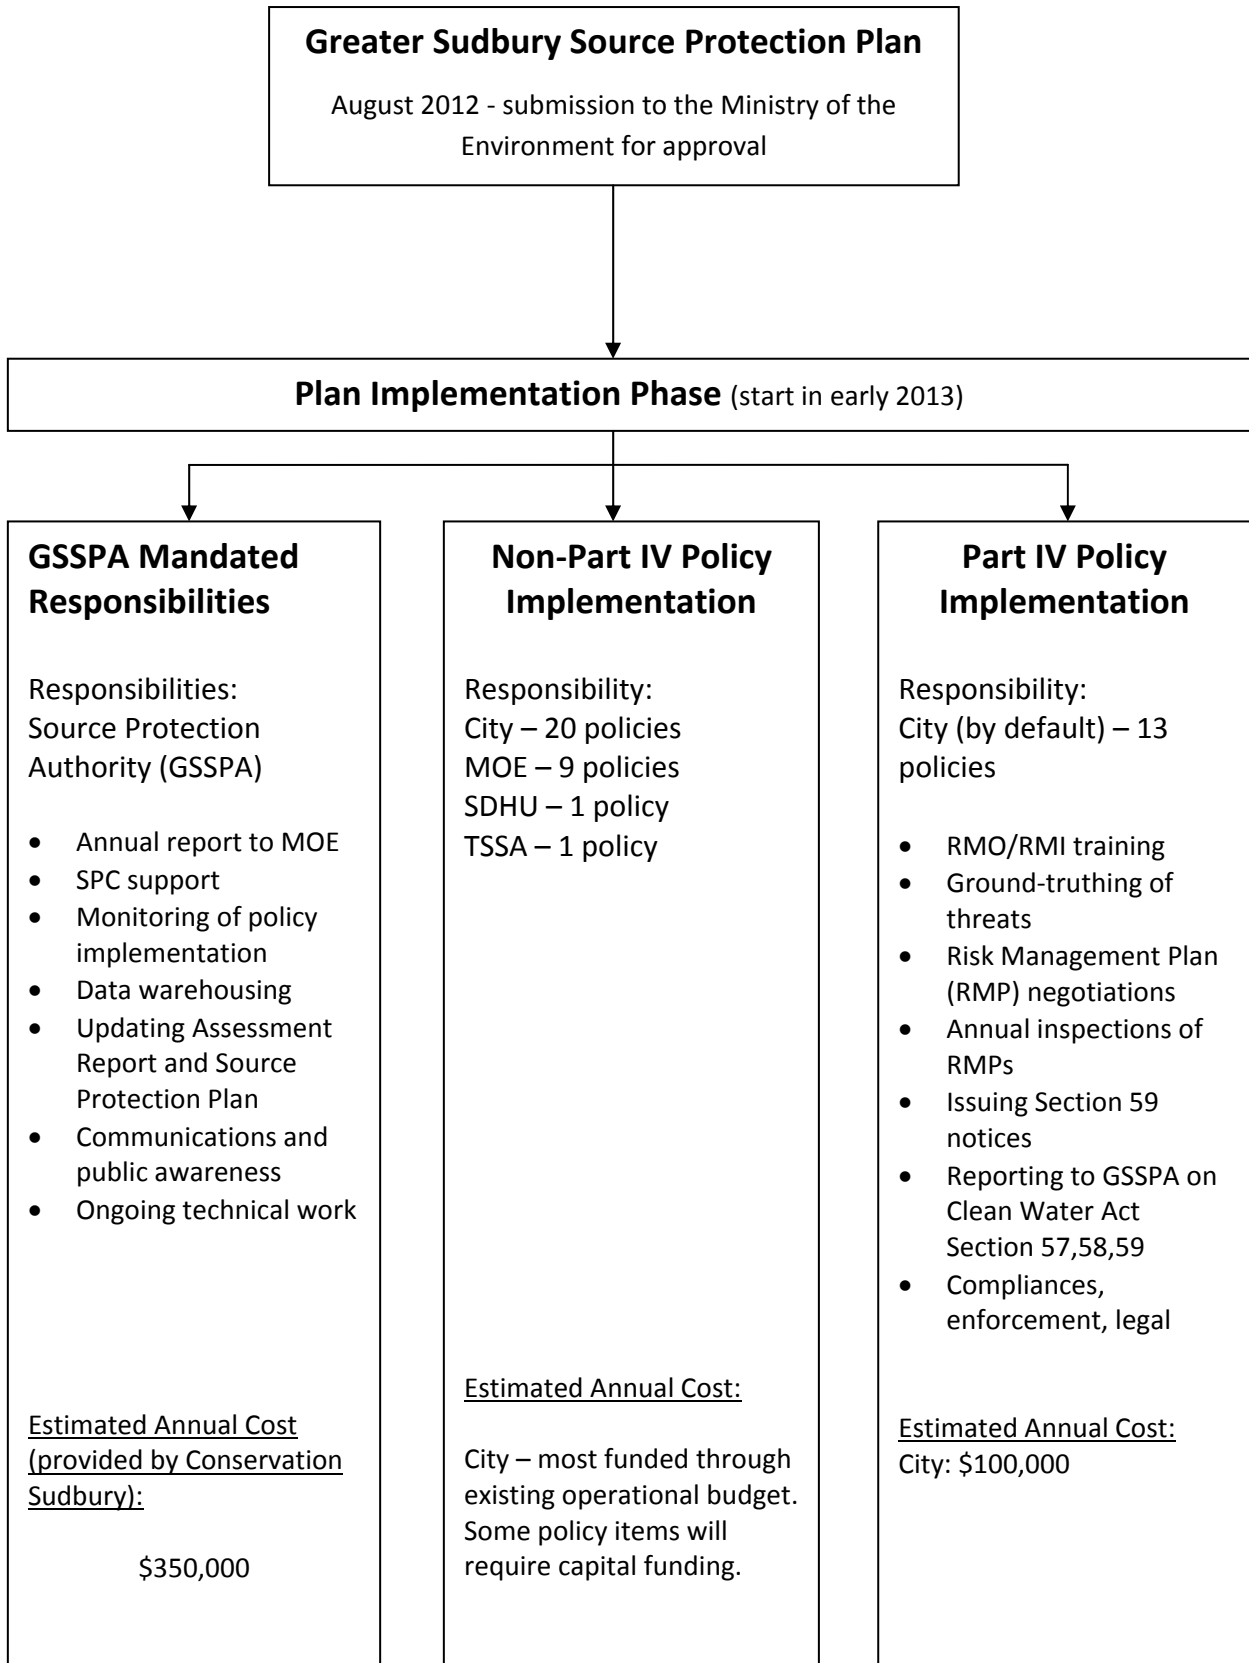 Greater Sudbury Source Protection Plan
August 2012 - submission to the Ministry of the
Environment for approval
Plan Implementation Phase (start in early 2013)
GSSPA Mandated
Responsibilities
Responsibilities:
Source Protection
Authority (GSSPA)
• Annual report to MOE
• SPC support
• Monitoring of policy
implementation
• Data warehousing
• Updating Assessment
Report and Source
Protection Plan
• Communications and
public awareness
• Ongoing technical work
Estimated Annual Cost
(provided by Conservation
Sudbury):
$350,000
Non-Part IV Policy
Implementation
Responsibility:
City – 20 policies
MOE – 9 policies
SDHU – 1 policy
TSSA – 1 policy
Estimated Annual Cost:
City – most funded through
existing operational budget.
Some policy items will
require capital funding.
Part IV Policy
Implementation
Responsibility:
City (by default) – 13
policies
• RMO/RMI training
• Ground-truthing of
threats
• Risk Management Plan
(RMP) negotiations
• Annual inspections of
RMPs
• Issuing Section 59
notices
• Reporting to GSSPA on
Clean Water Act
Section 57,58,59
• Compliances,
enforcement, legal
Estimated Annual Cost:
City: $100,000